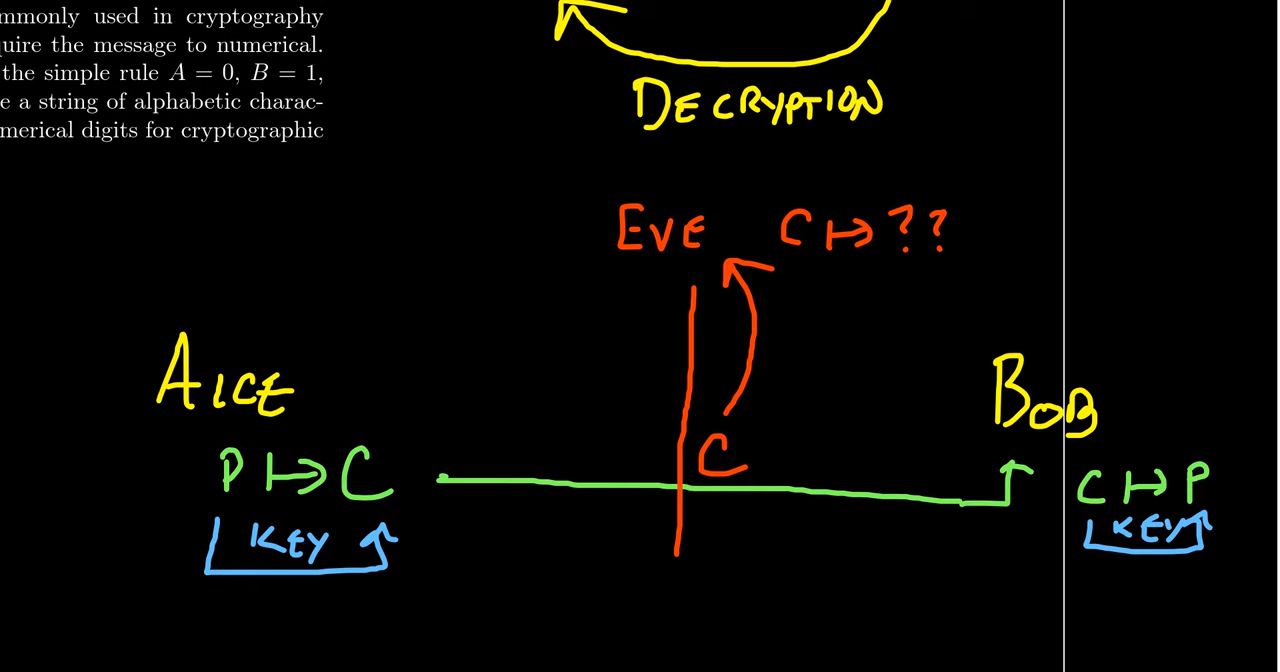 mmonly used in cryptography
quire the message to numerical.
the simple rule A = 0, B = 1,
e a string of alphabetic charac-
merical digits for cryptographic
DECRYPTION
EVE C ↦ ??
AICE
BOB
C
P ↦ C
C ↦ P
KEY
KEY